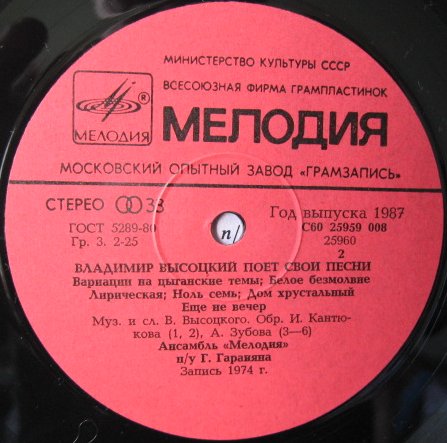 МИНИСТЕРСТВО КУЛЬТУРЫ СССР
ВСЕСОЮЗНАЯ ФИРМА ГРАМПЛАСТИНОК
® МЕЛОДИЯ
МЕЛОДИЯ
МОСКОВСКИЙ ОПЫТНЫЙ ЗАВОД «ГРАМЗАПИСЬ»
СТЕРЕО 33
Год выпуска 1987
ГОСТ 5289-80
С60 25959 008
Гр. 3. 2-25
25960
п/
2
ВЛАДИМИР ВЫСОЦКИЙ ПОЕТ СВОИ ПЕСНИ
Вариации на цыганские темы; Белое безмолвие
Лирическая; Ноль семь; Дом хрустальный
Еще не вечер
Муз. и сл. В. Высоцкого. Обр. И. Кантю-
кова (1, 2), А. Зубова (3—6)
Ансамбль «Мелодия»
п/у Г. Гараняна
Запись 1974 г.